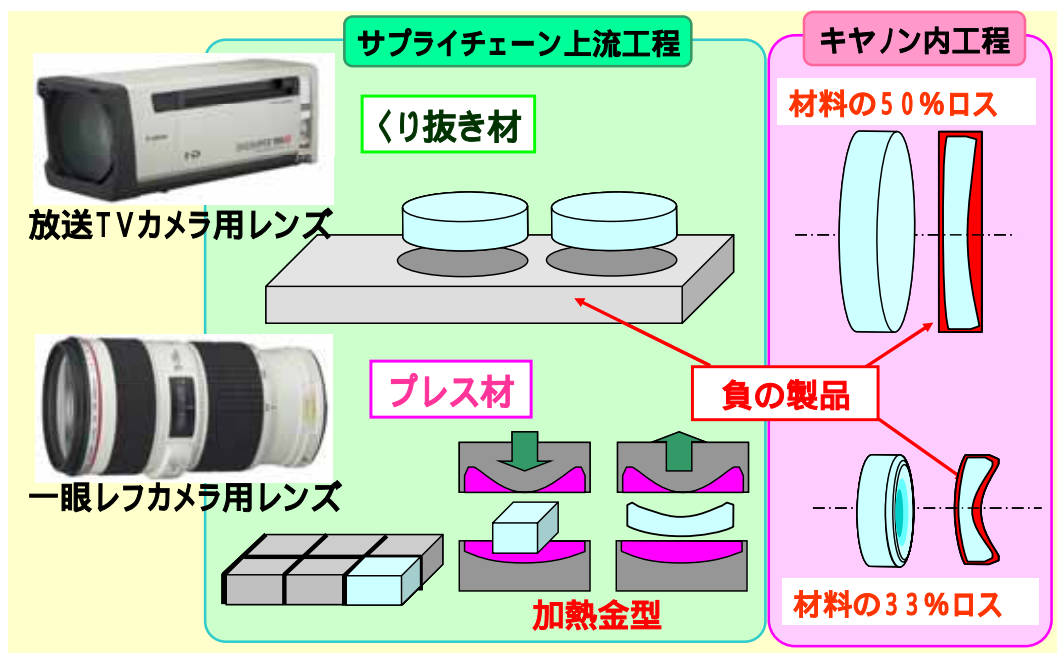 サプライチェーン上流工程
キヤノン内工程
くり抜き材
材料の50%ロス
放送TVカメラ用レンズ
プレス材
負の製品
一眼レフカメラ用レンズ
加熱金型
材料の33%ロス